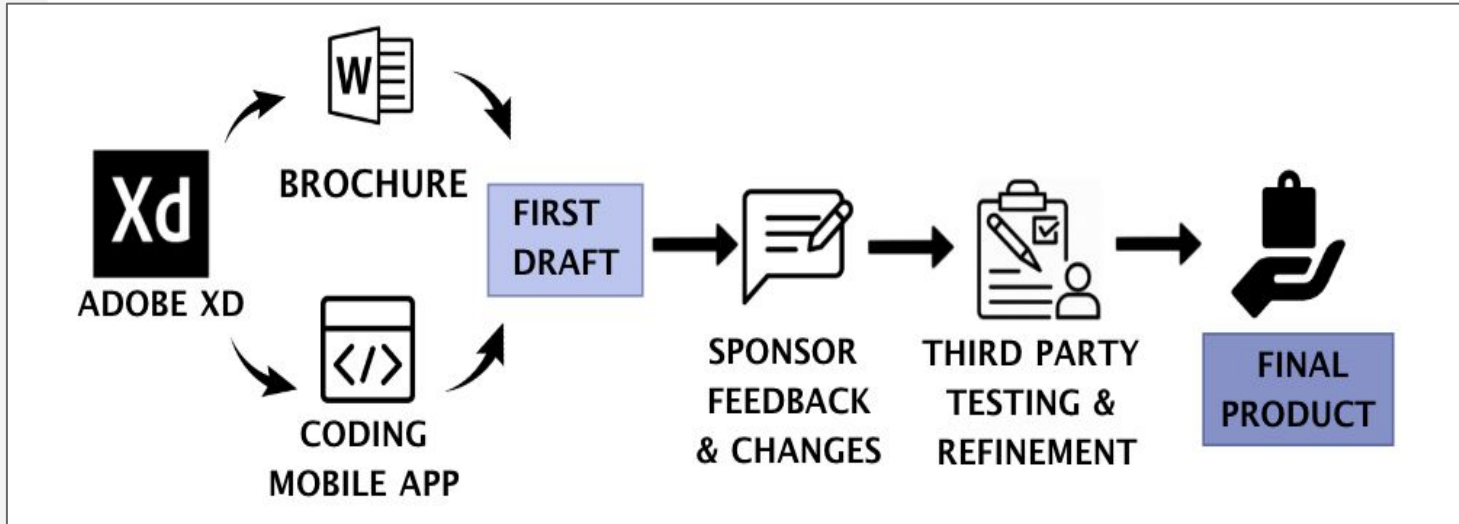 W
BROCHURE
Xd
ADOBE XD
</>
CODING
MOBILE APP
FIRST
DRAFT
SPONSOR
FEEDBACK
& CHANGES
THIRD PARTY
TESTING &
REFINEMENT
FINAL
PRODUCT